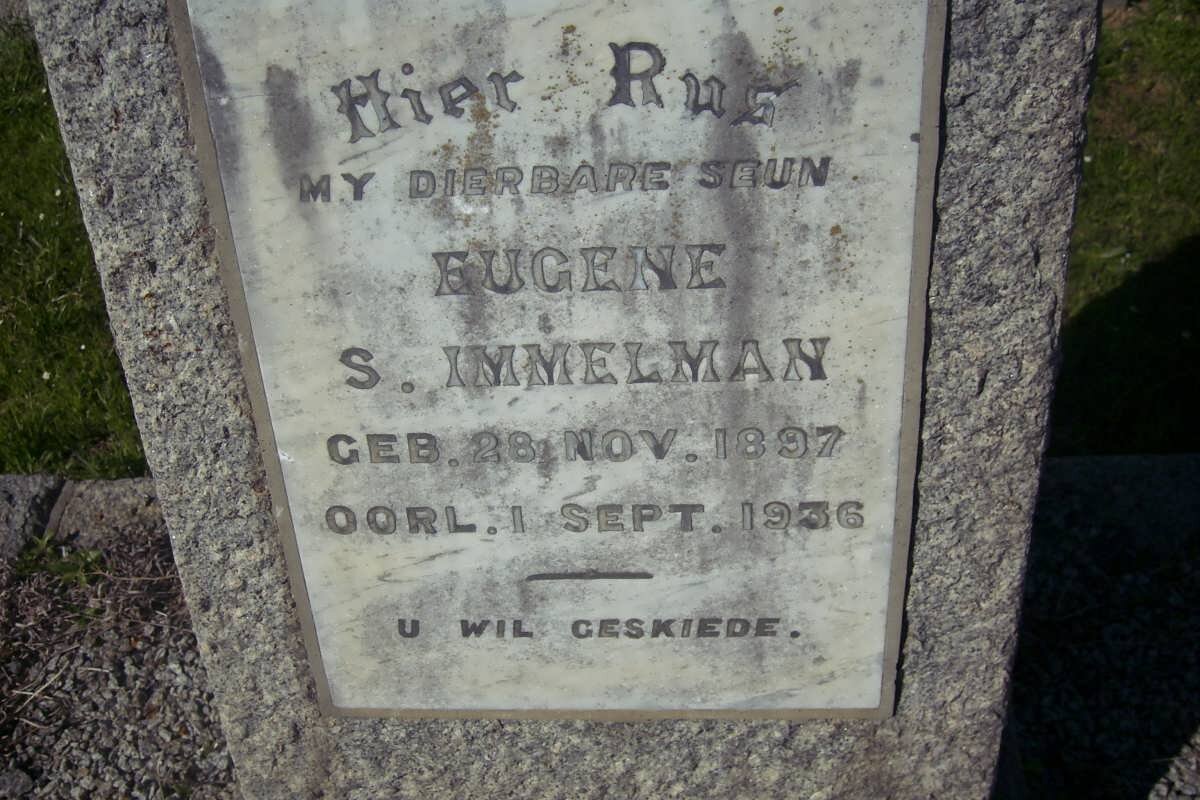 Hier Rus
MY DIERBARE SEUN
EUGENE
S. IMMELMAN
GEB. 28 NOV. 1897
OORL. 1 SEPT. 1936
U WIL GESKIEDE.